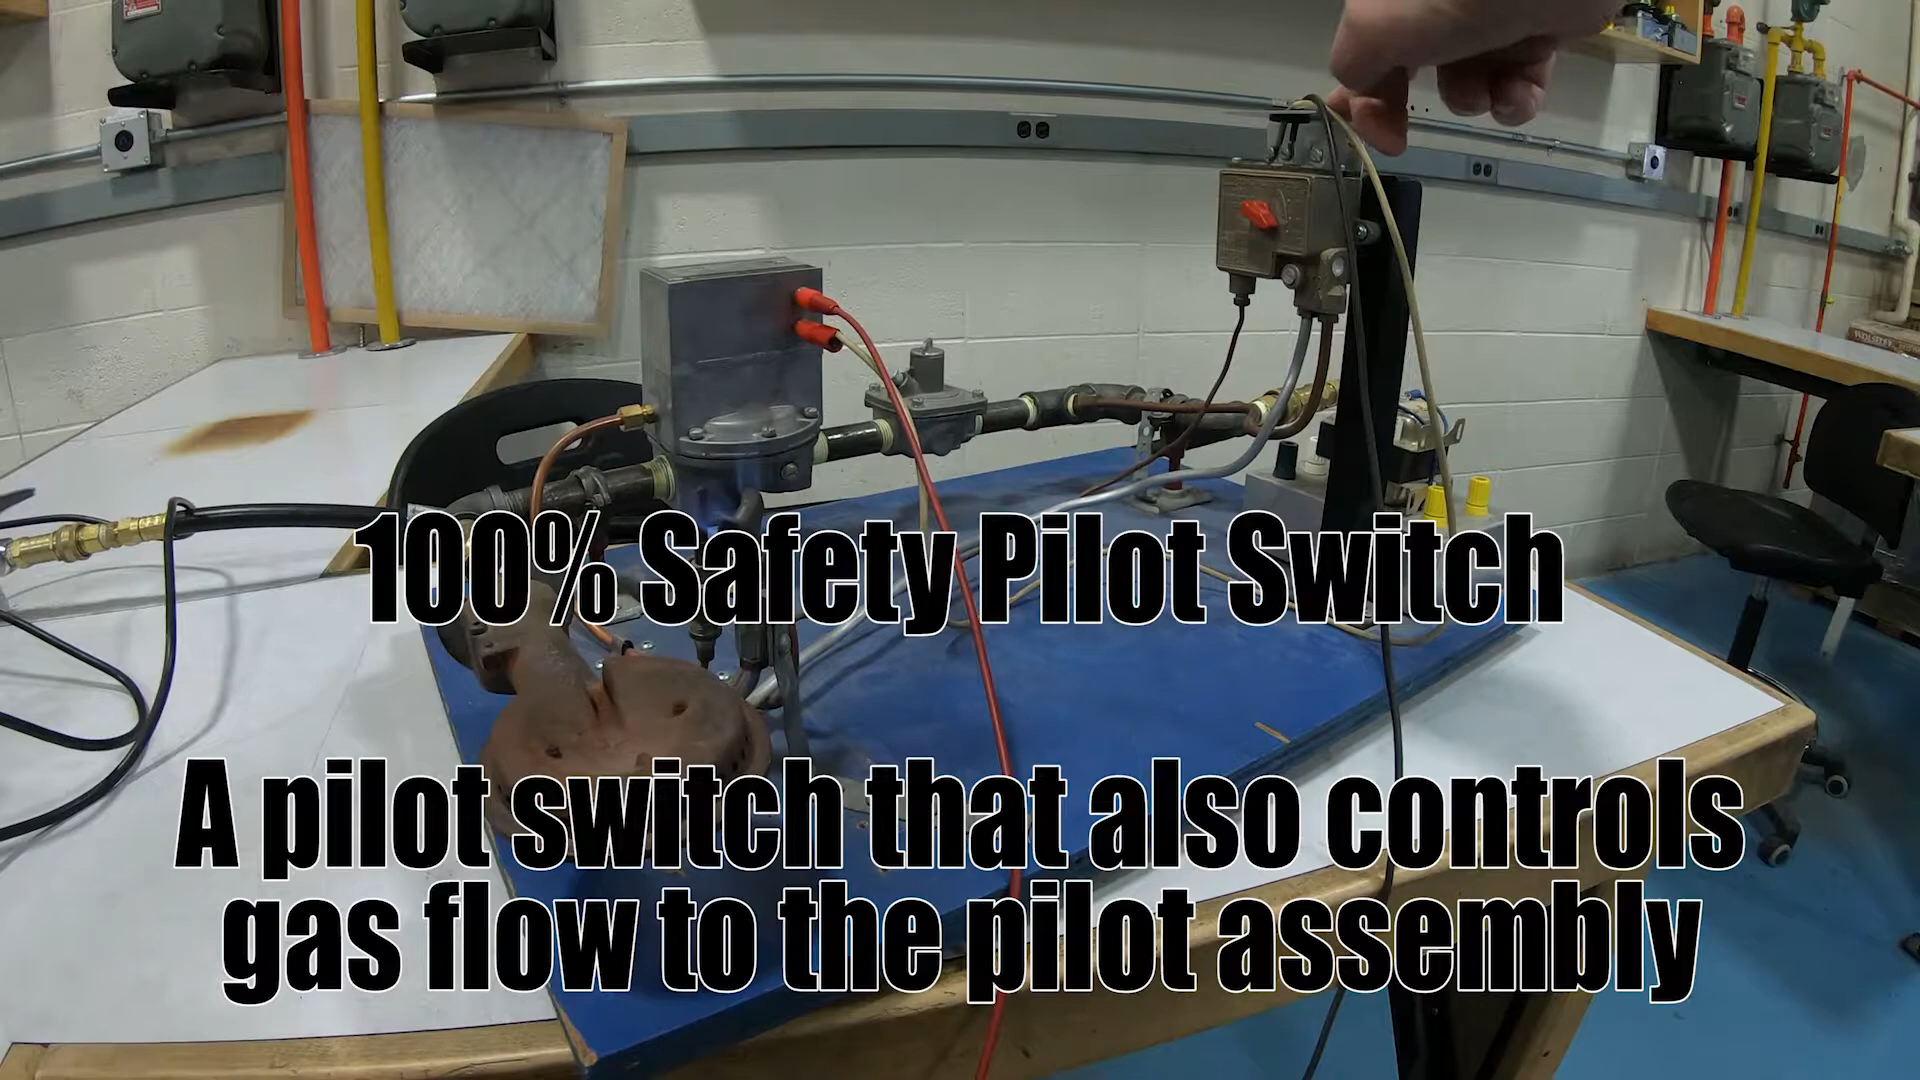 100% Safety Pilot Switch
A pilot switch that also controls
gas flow to the pilot assembly